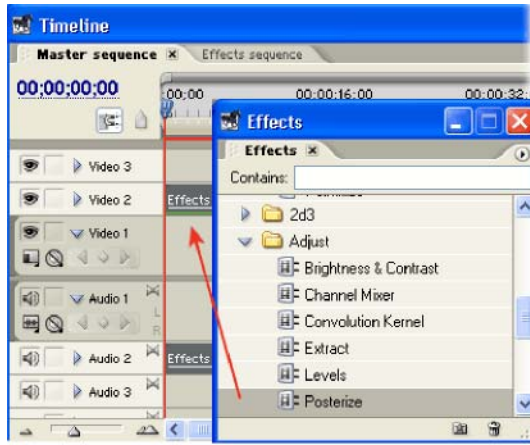 Timeline
Master sequence Effects sequence
00;00;00;00
00;00 00;00;16;00 00;00;32;
Effects
Effects
Contains:
Video 3
2d3
Video 2 Effects
Adjust
Video 1
Brightness & Contrast
Channel Mixer
Audio 1
L
Convolution Kernel
R
Extract
Audio 2 Effects
Levels
Audio 3
Posterize